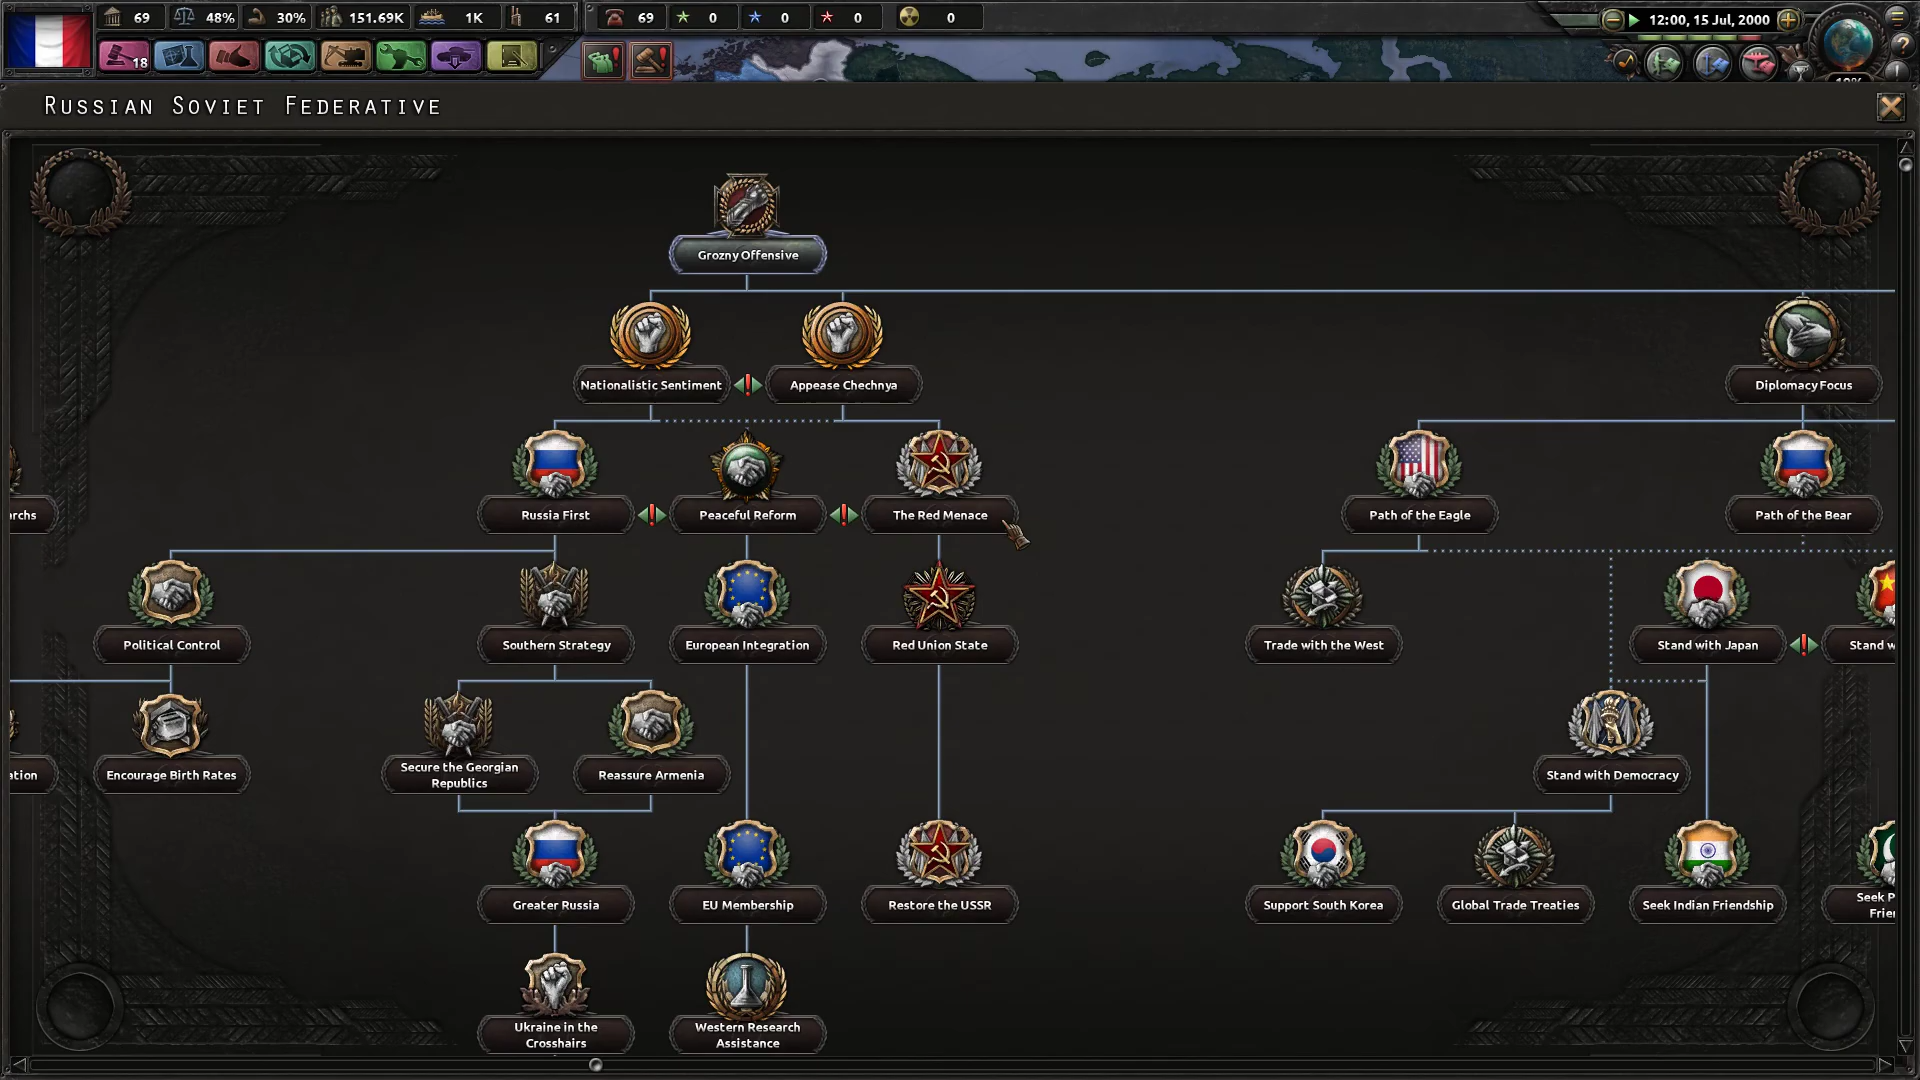 69
48%
30%
151.69K
1K
61
69
0
0
0
0
12:00, 15 Jul, 2000
18
RUSSIAN SOVIET FEDERATIVE
Grozny Offensive
Nationalistic Sentiment
Appease Chechnya
Diplomacy Focus
archs
Russia First
Peaceful Reform
The Red Menace
Path of the Eagle
Path of the Bear
Political Control
Southern Strategy
European Integration
Red Union State
Trade with the West
Stand with Japan
Stand w
ation
Encourage Birth Rates
Secure the Georgian
Republics
Reassure Armenia
Stand with Democracy
Greater Russia
EU Membership
Restore the USSR
Support South Korea
Global Trade Treaties
Seek Indian Friendship
Seek P
Frie
Ukraine in the
Crosshairs
Western Research
Assistance